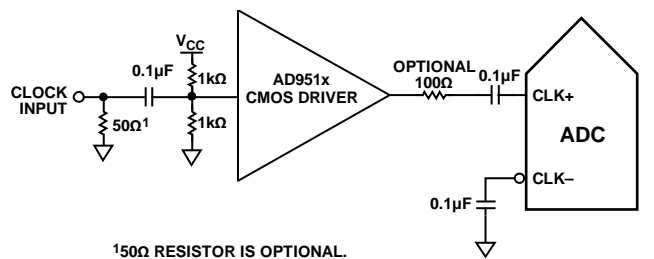 V_CC
0.1µF
1kΩ
CLOCK
INPUT
50Ω¹
1kΩ
AD951x
CMOS DRIVER
OPTIONAL
100Ω
0.1µF
CLK+
ADC
CLK–
0.1µF
¹50Ω RESISTOR IS OPTIONAL.